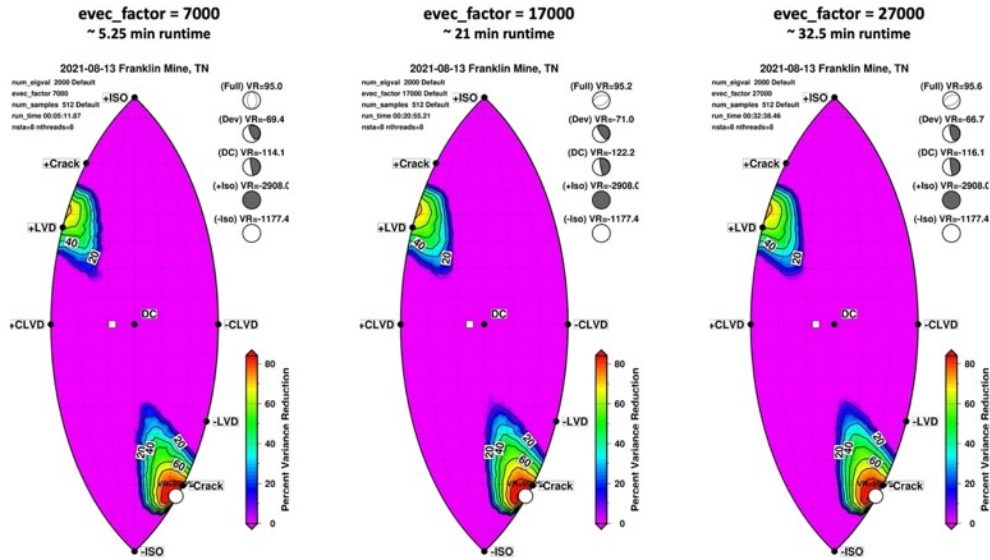 evec_factor = 7000
~ 5.25 min runtime
2021-08-13 Franklin Mine, TN
num_eigval 2000 Default
evec_factor 7000
num_samples 512 Default
run_time 00:05:11.87
nsta=8 nthreads=8
+ISO
+Crack
+LVD
+CLVD
DC
-CLVD
-LVD
-Crack
-ISO
40
20
20
40
20
60
(Full) VR=95.0
(Dev) VR=-69.4
(DC) VR=-114.1
(+Iso) VR=-2908.0
(-Iso) VR=-1177.4
80
60
40
20
0
Percent Variance Reduction
evec_factor = 17000
~ 21 min runtime
2021-08-13 Franklin Mine, TN
num_eigval 2000 Default
evec_factor 17000 Default
num_samples 512 Default
run_time 00:20:55.21
nsta=8 nthreads=8
+ISO
+Crack
+LVD
+CLVD
DC
-CLVD
-LVD
-Crack
-ISO
40
20
20
40
20
60
(Full) VR=95.2
(Dev) VR=-71.0
(DC) VR=-122.2
(+Iso) VR=-2908.0
(-Iso) VR=-1177.4
80
60
40
20
0
Percent Variance Reduction
evec_factor = 27000
~ 32.5 min runtime
2021-08-13 Franklin Mine, TN
num_eigval 2000 Default
evec_factor 27000
num_samples 512 Default
run_time 00:32:38.46
nsta=8 nthreads=8
+ISO
+Crack
+LVD
+CLVD
DC
-CLVD
-LVD
-Crack
-ISO
40
20
20
40
20
60
(Full) VR=95.6
(Dev) VR=-66.7
(DC) VR=-116.1
(+Iso) VR=-2908.0
(-Iso) VR=-1177.4
80
60
40
20
0
Percent Variance Reduction